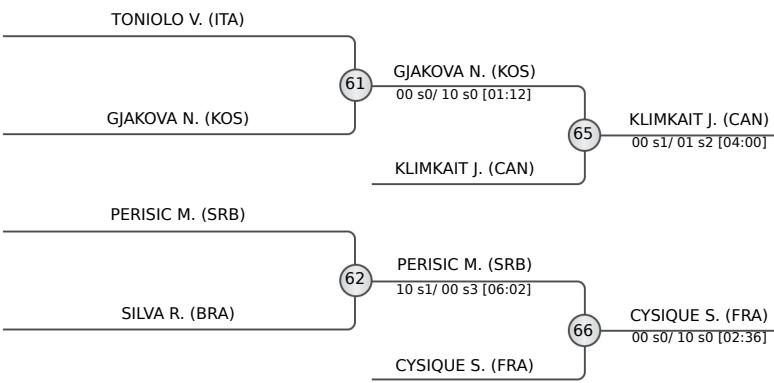 TONIOLO V. (ITA)
61
GJAKOVA N. (KOS)
GJAKOVA N. (KOS)
00 s0/ 10 s0 [01:12]
65
KLIMKAIT J. (CAN)
KLIMKAIT J. (CAN)
00 s1/ 01 s2 [04:00]
PERISIC M. (SRB)
62
SILVA R. (BRA)
PERISIC M. (SRB)
10 s1/ 00 s3 [06:02]
66
CYSIQUE S. (FRA)
CYSIQUE S. (FRA)
00 s0/ 10 s0 [02:36]